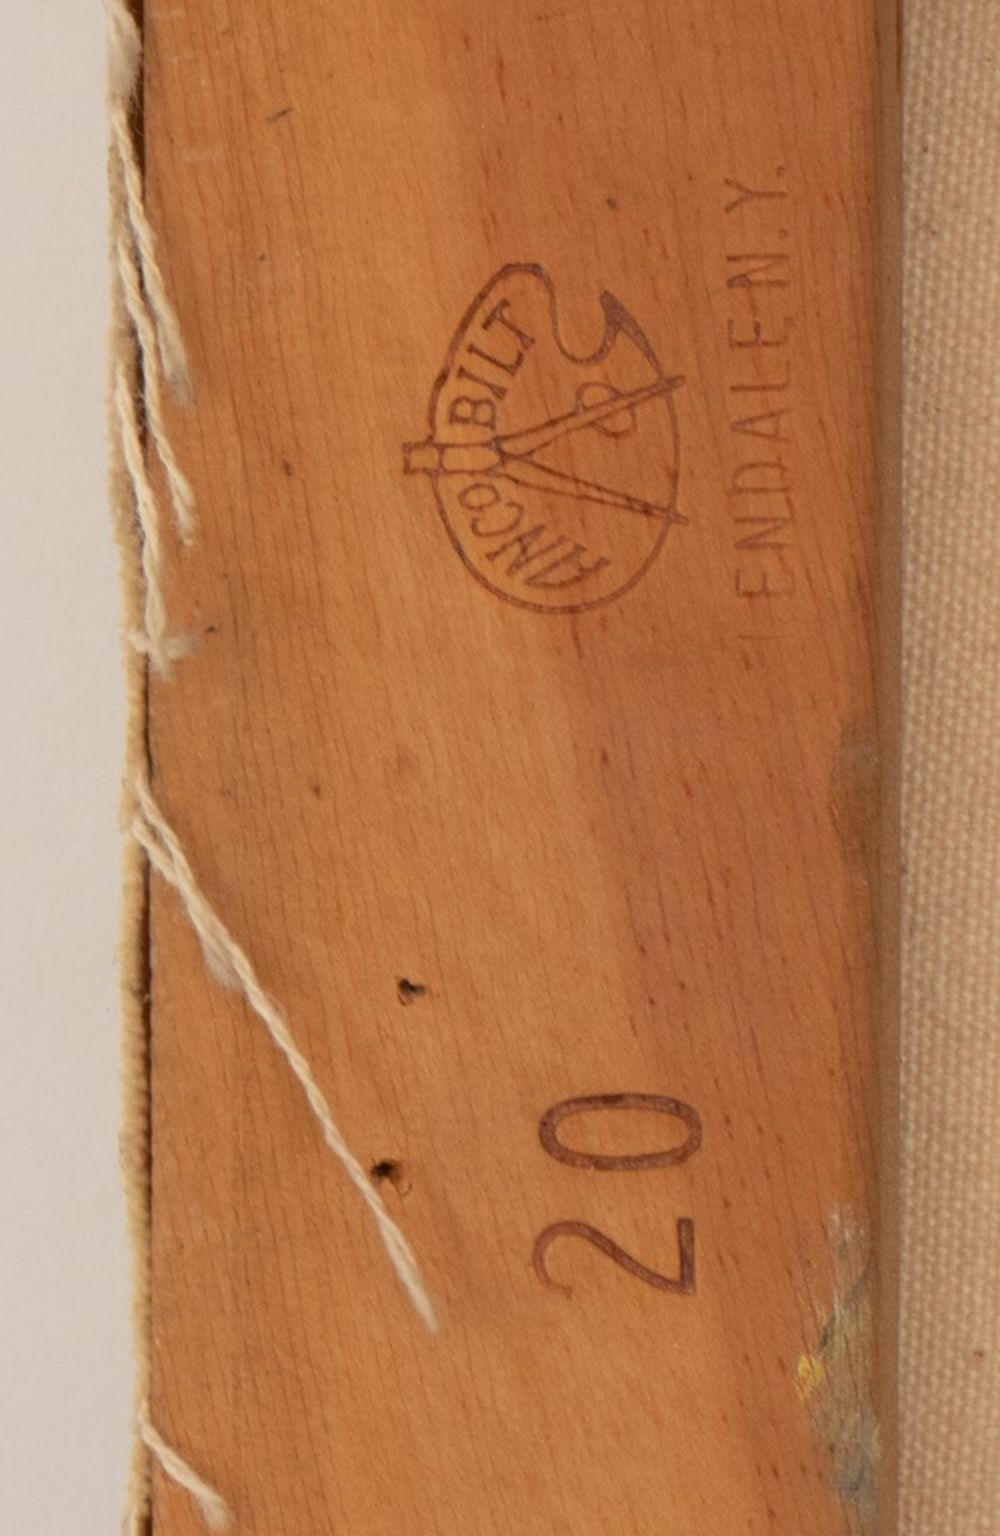 ANCO BILT
ENDALE N.Y.
20